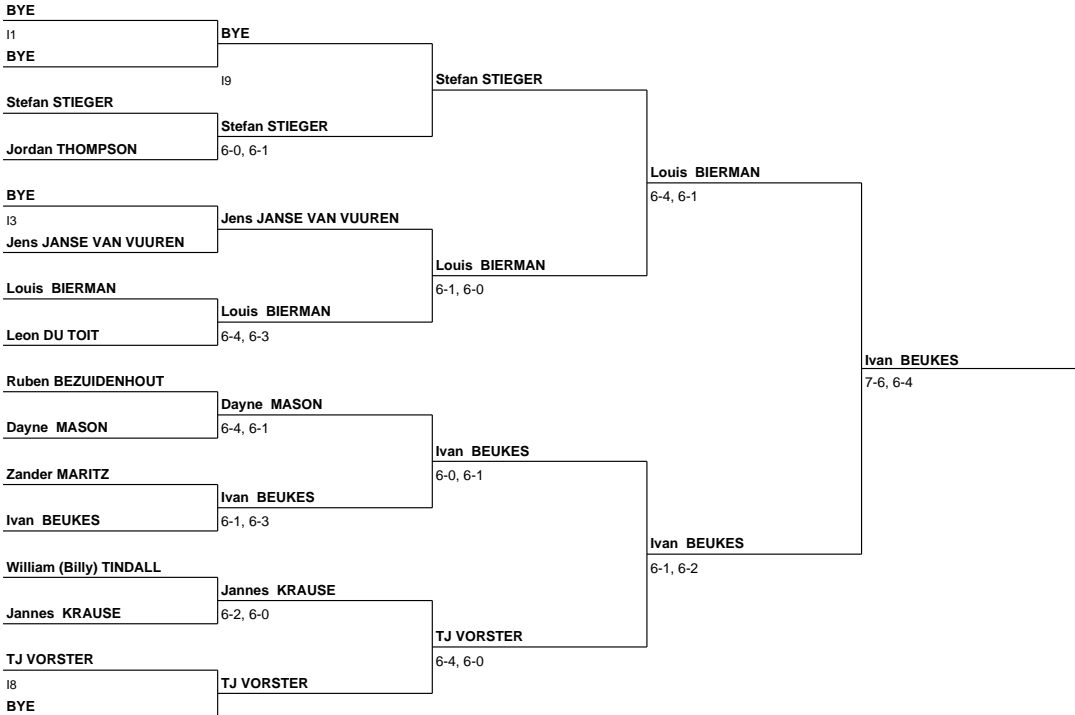 BYE
I1
BYE
BYE
I9
Stefan STIEGER
Stefan STIEGER
Stefan STIEGER
Jordan THOMPSON
6-0, 6-1
Louis BIERMAN
6-4, 6-1
BYE
I3
Jens JANSE VAN VUUREN
Jens JANSE VAN VUUREN
Louis BIERMAN
6-1, 6-0
Louis BIERMAN
Louis BIERMAN
Leon DU TOIT
6-4, 6-3
Ivan BEUKES
7-6, 6-4
Ruben BEZUIDENHOUT
Dayne MASON
Dayne MASON
6-4, 6-1
Ivan BEUKES
6-0, 6-1
Zander MARITZ
Ivan BEUKES
Ivan BEUKES
6-1, 6-3
Ivan BEUKES
6-1, 6-2
William (Billy) TINDALL
Jannes KRAUSE
Jannes KRAUSE
6-2, 6-0
TJ VORSTER
6-4, 6-0
TJ VORSTER
I8
TJ VORSTER
BYE